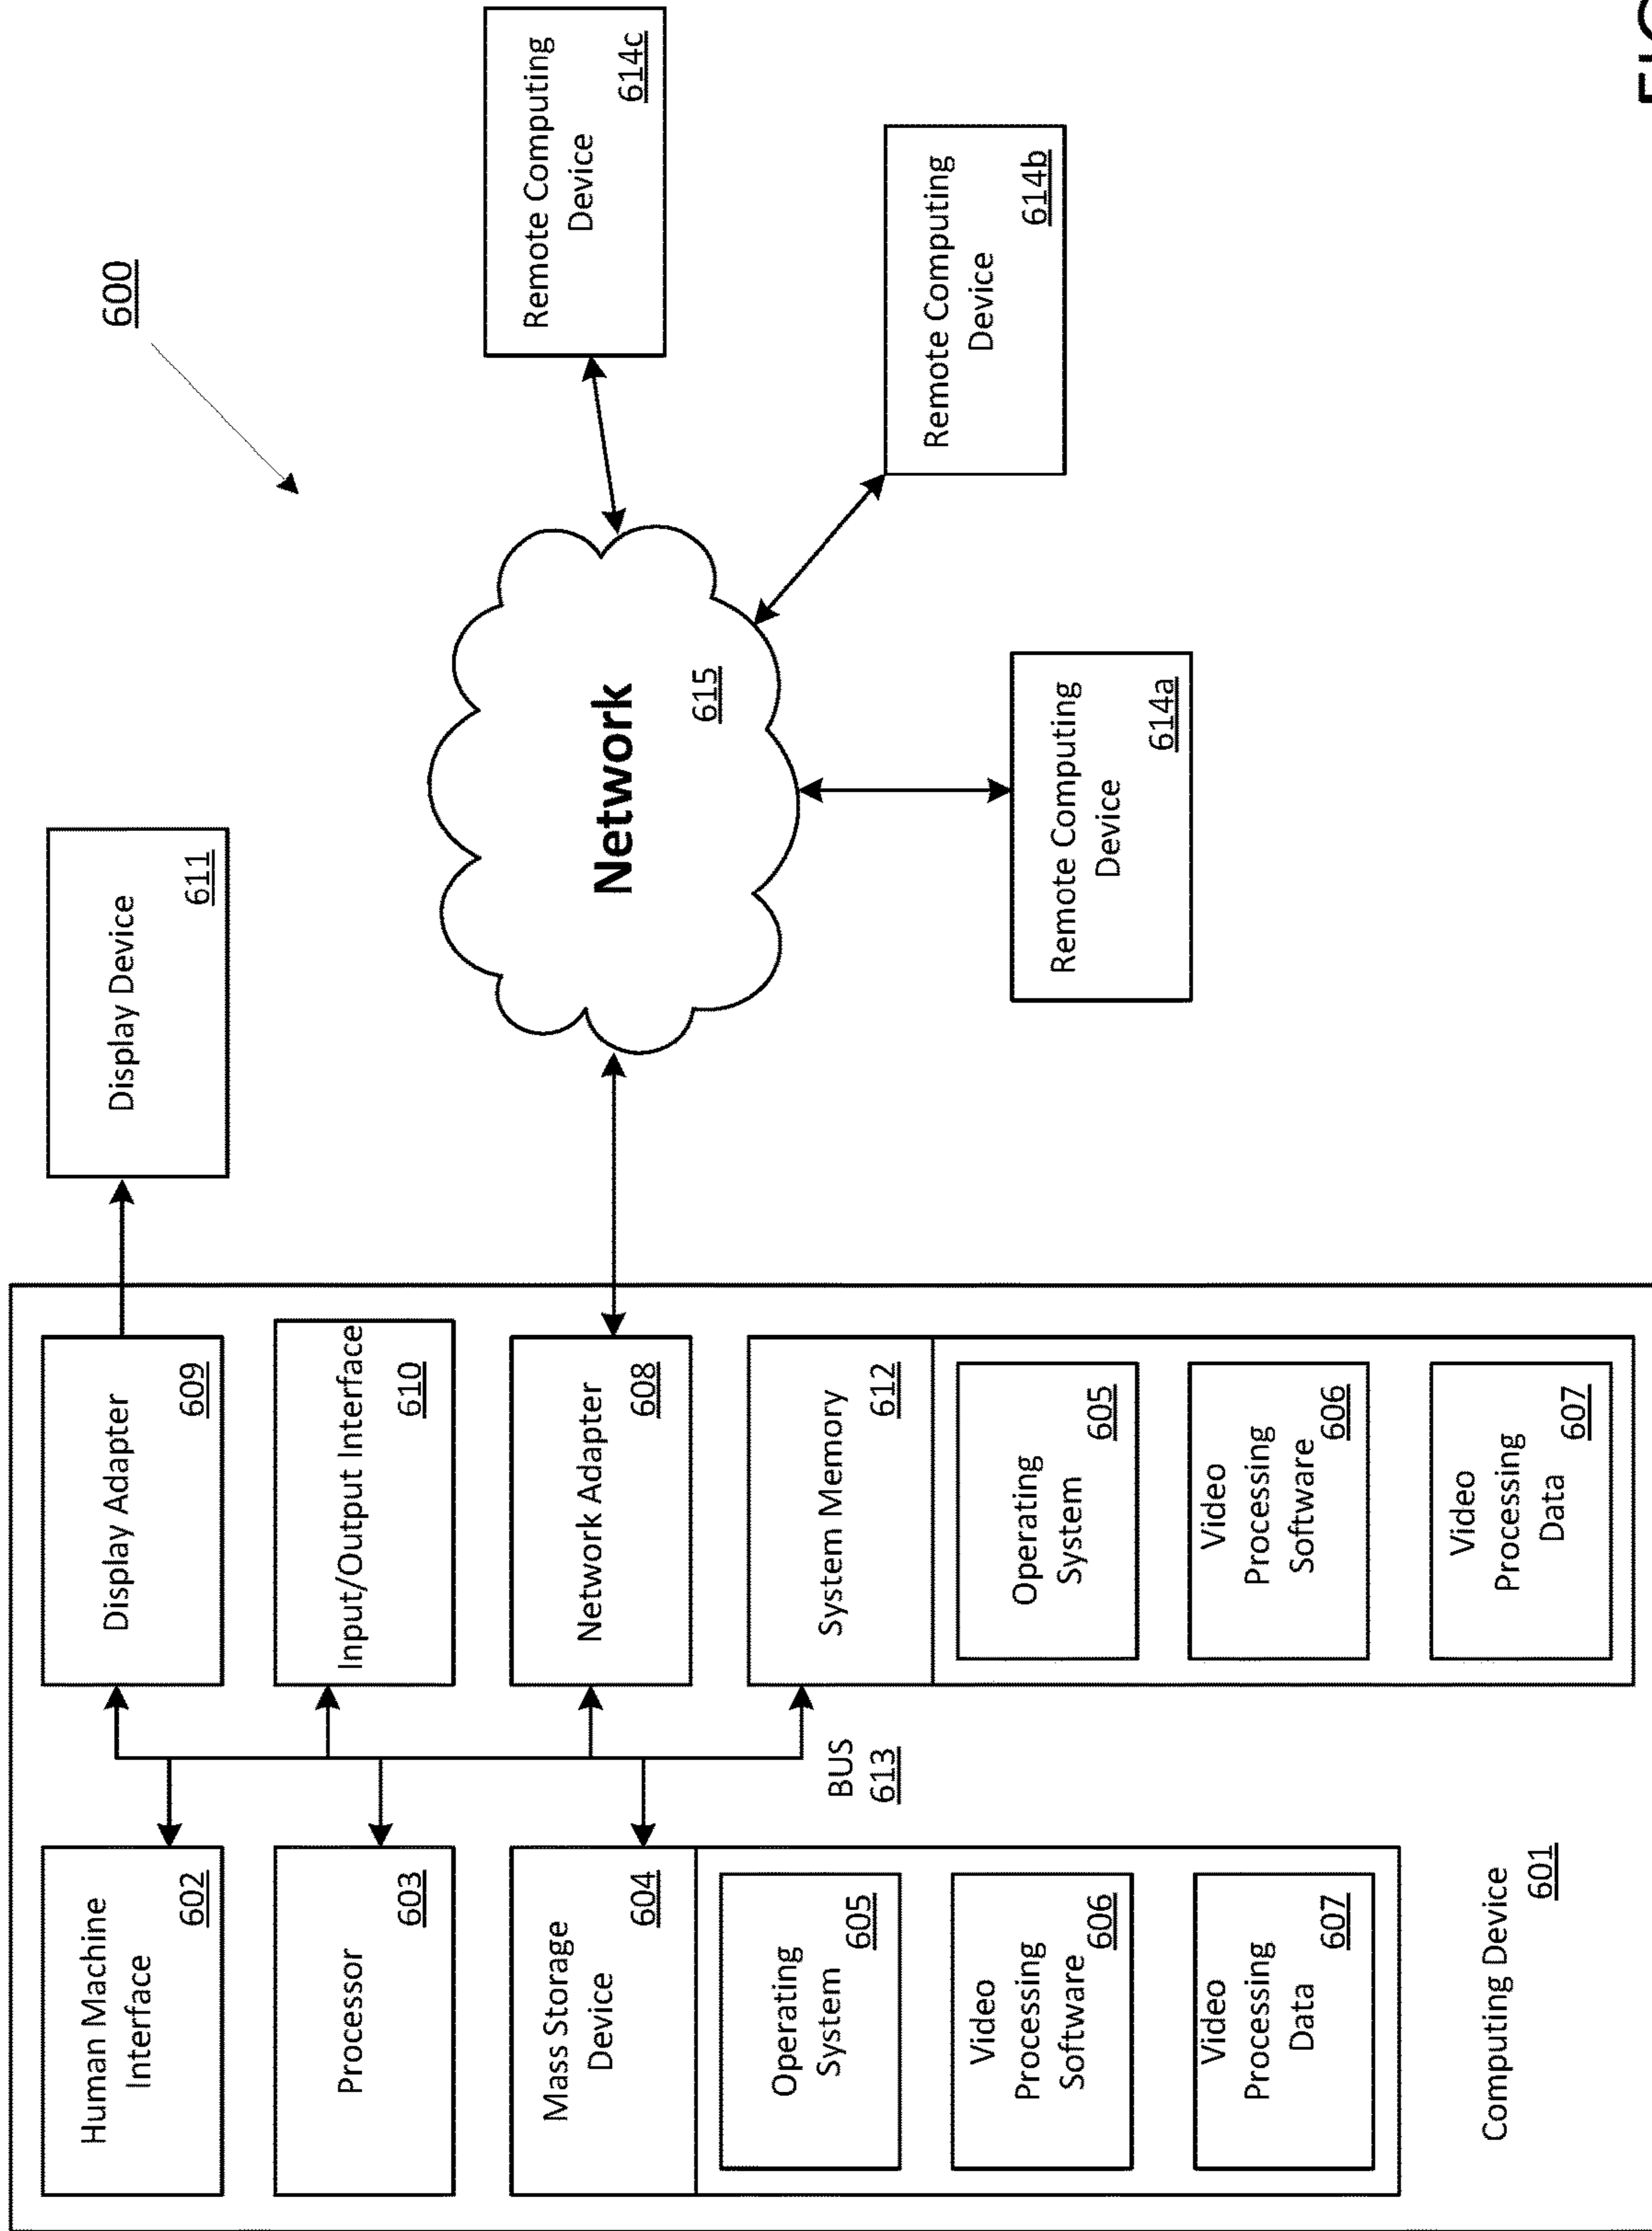 600
Human Machine
Interface
602
Processor
603
Mass Storage
Device
604
Operating
System
605
Video
Processing
Software
606
Video
Processing
Data
607
Computing Device
601
BUS
613
Display Adapter
609
Input/Output Interface
610
Network Adapter
608
System Memory
612
Operating
System
605
Video
Processing
Software
606
Video
Processing
Data
607
Display Device
611
Network
615
Remote Computing
Device
614a
Remote Computing
Device
614b
Remote Computing
Device
614c